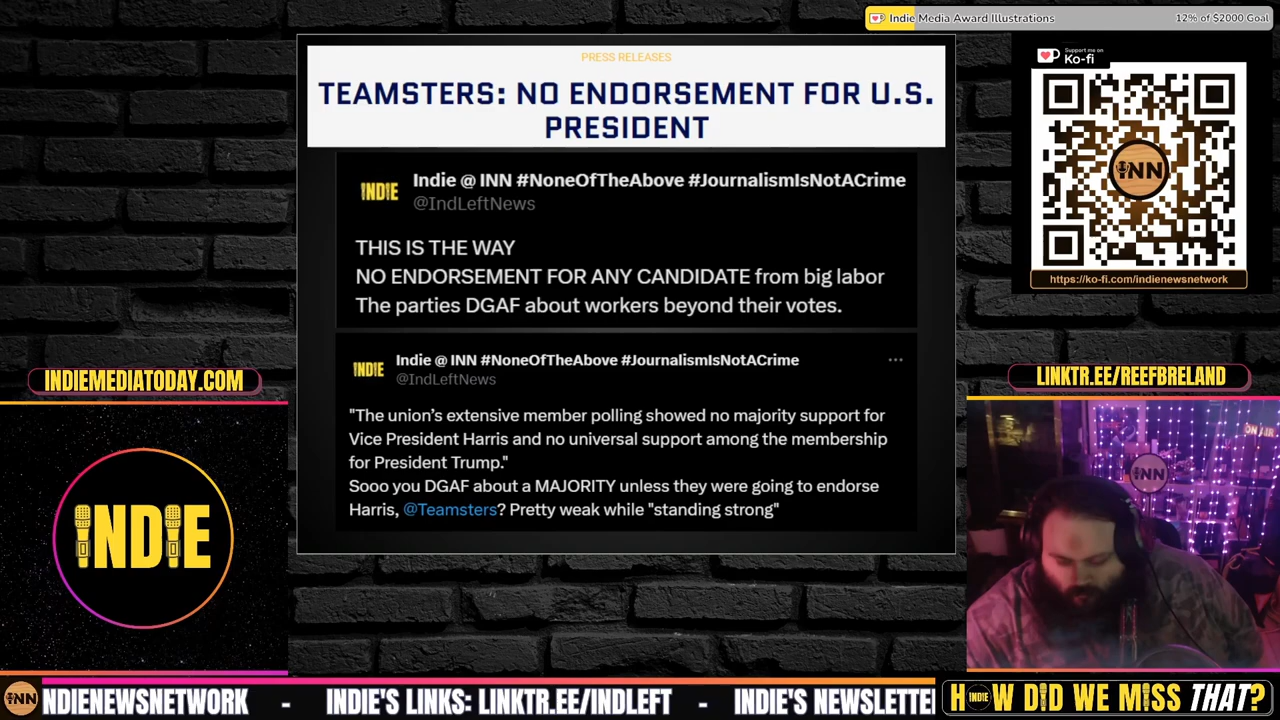 Indie Media Award Illustrations
12% of $2000 Goal
Support me on
Ko-fi
INN
https://ko-fi.com/indienewsnetwork
PRESS RELEASES
TEAMSTERS: NO ENDORSEMENT FOR U.S.
PRESIDENT
INDIE
Indie @ INN #NoneOfTheAbove #JournalismIsNotACrime
@IndLeftNews
THIS IS THE WAY
NO ENDORSEMENT FOR ANY CANDIDATE from big labor
The parties DGAF about workers beyond their votes.
INDIE
Indie @ INN #NoneOfTheAbove #JournalismIsNotACrime
@IndLeftNews
"The union's extensive member polling showed no majority support for
Vice President Harris and no universal support among the membership
for President Trump."
Sooo you DGAF about a MAJORITY unless they were going to endorse
Harris, @Teamsters? Pretty weak while "standing strong"
INDIEMEDIATODAY.COM
INDIE
LINKTR.EE/REEFBRELAND
ON AIR
INN
INN
NDIENEWSNETWORK - INDIE'S LINKS: LINKTR.EE/INDLEFT - INDIE'S NEWSLETTE
HOW DID WE MISS THAT?